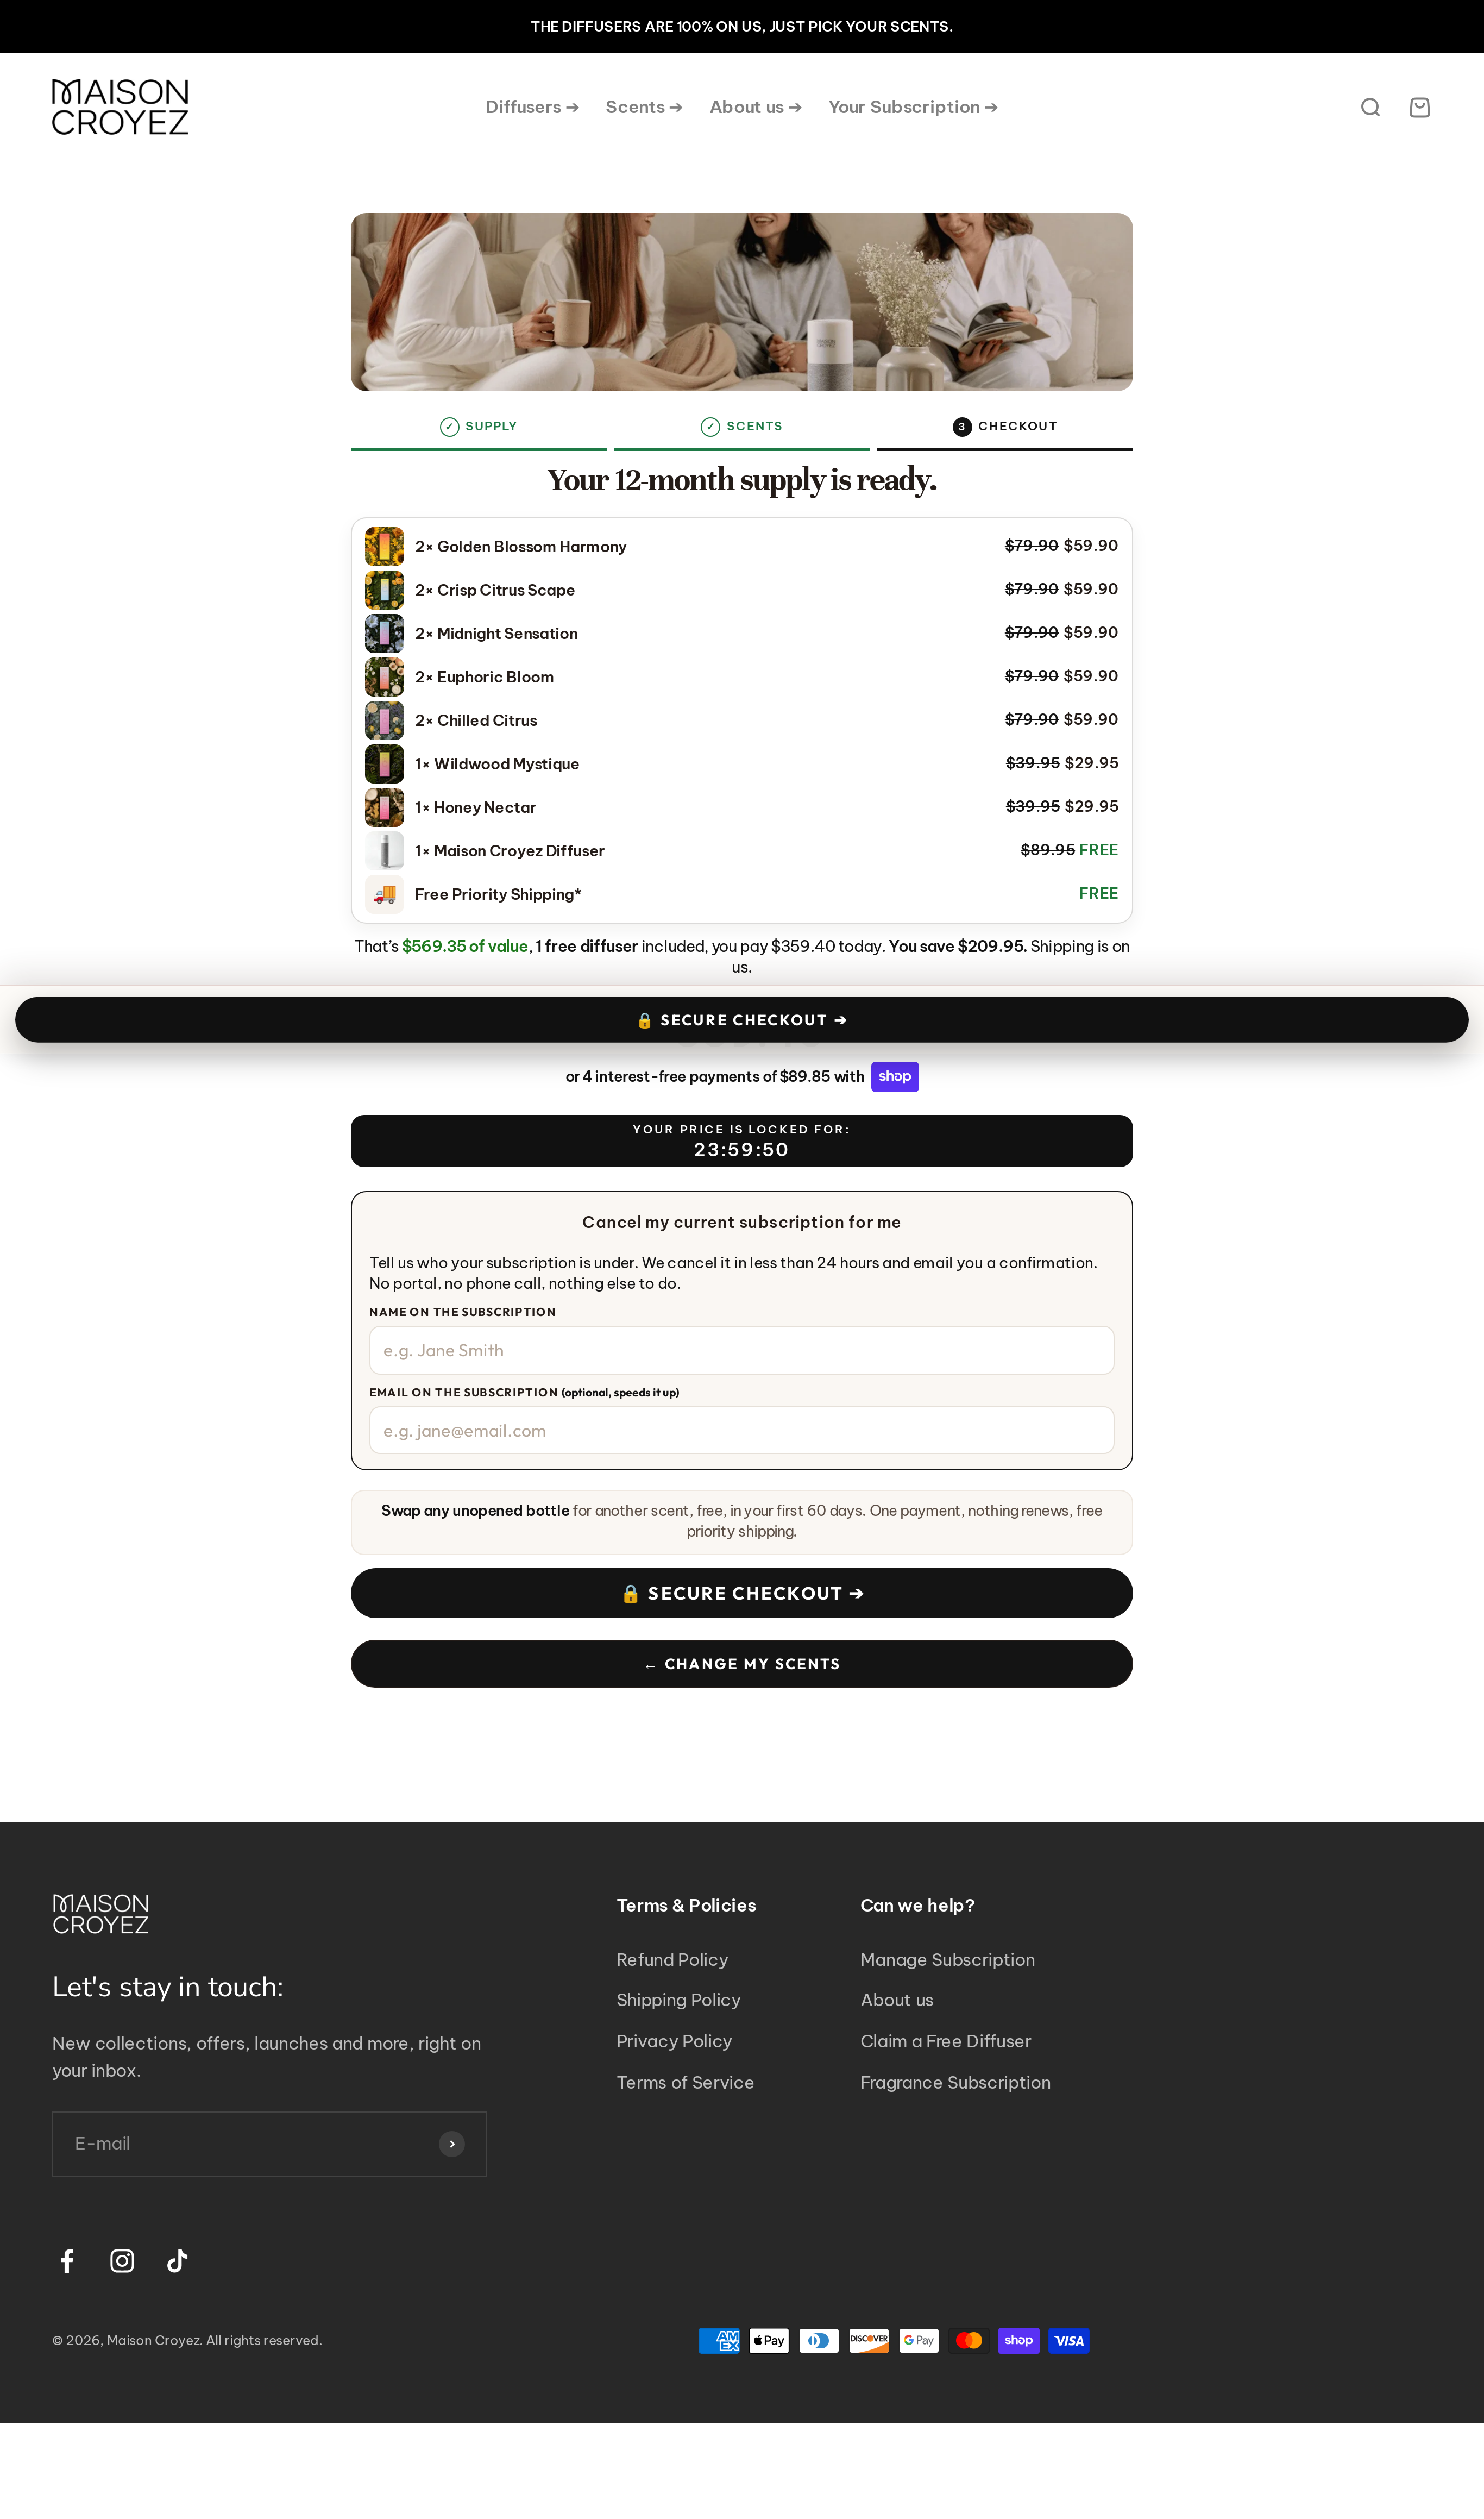 THE DIFFUSERS ARE 100% ON US, JUST PICK YOUR SCENTS.
MAISON
CROYEZ
Diffusers → Scents → About us → Your Subscription →
✓ SUPPLY
✓ SCENTS
3 CHECKOUT
Your 12-month supply is ready.
2× Golden Blossom Harmony $79.90 $59.90
2× Crisp Citrus Scape $79.90 $59.90
2× Midnight Sensation $79.90 $59.90
2× Euphoric Bloom $79.90 $59.90
2× Chilled Citrus $79.90 $59.90
1× Wildwood Mystique $39.95 $29.95
1× Honey Nectar $39.95 $29.95
1× Maison Croyez Diffuser $89.95 FREE
Free Priority Shipping* FREE
That's $569.35 of value, 1 free diffuser included, you pay $359.40 today. You save $209.95. Shipping is on
us.
🔒 SECURE CHECKOUT →
or 4 interest-free payments of $89.85 with shop
YOUR PRICE IS LOCKED FOR:
23:59:50
Cancel my current subscription for me
Tell us who your subscription is under. We cancel it in less than 24 hours and email you a confirmation.
No portal, no phone call, nothing else to do.
NAME ON THE SUBSCRIPTION
e.g. Jane Smith
EMAIL ON THE SUBSCRIPTION (optional, speeds it up)
e.g. jane@email.com
Swap any unopened bottle for another scent, free, in your first 60 days. One payment, nothing renews, free
priority shipping.
🔒 SECURE CHECKOUT →
← CHANGE MY SCENTS
MAISON
CROYEZ
Let's stay in touch:
New collections, offers, launches and more, right on
your inbox.
E-mail
Terms & Policies
Refund Policy
Shipping Policy
Privacy Policy
Terms of Service
Can we help?
Manage Subscription
About us
Claim a Free Diffuser
Fragrance Subscription
© 2026, Maison Croyez. All rights reserved.
AMEX Pay DISCOVER G Pay shop VISA